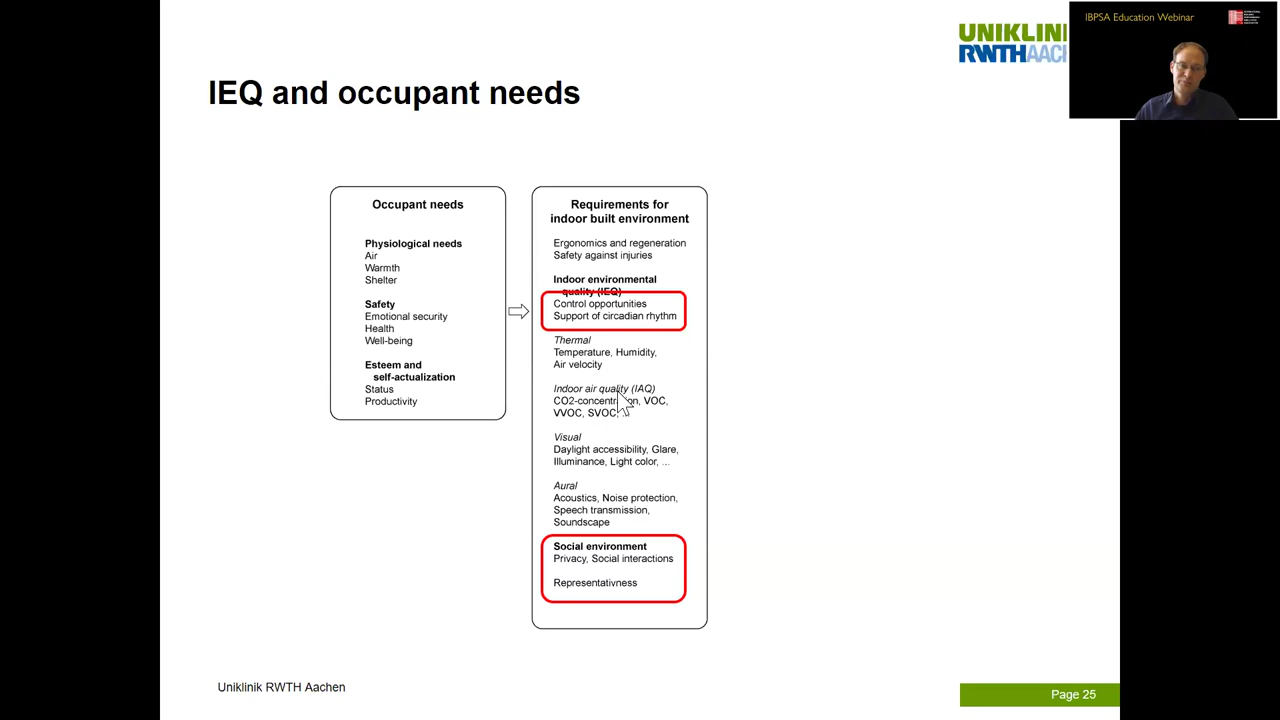 IBPSA Education Webinar
UNIKLINI
RWTHAACH
IEQ and occupant needs
Occupant needs
Physiological needs
Air
Warmth
Shelter
Safety
Emotional security
Health
Well-being
Esteem and
self-actualization
Status
Productivity
Requirements for
indoor built environment
Ergonomics and regeneration
Safety against injuries
Indoor environmental
quality (IEQ)
Control opportunities
Support of circadian rhythm
Thermal
Temperature, Humidity,
Air velocity
Indoor air quality (IAQ)
CO2-concentration, VOC,
VVOC, SVOC,
Visual
Daylight accessibility, Glare,
Illuminance, Light color, ...
Aural
Acoustics, Noise protection,
Speech transmission,
Soundscape
Social environment
Privacy, Social interactions
Representativness
Uniklinik RWTH Aachen
Page 25